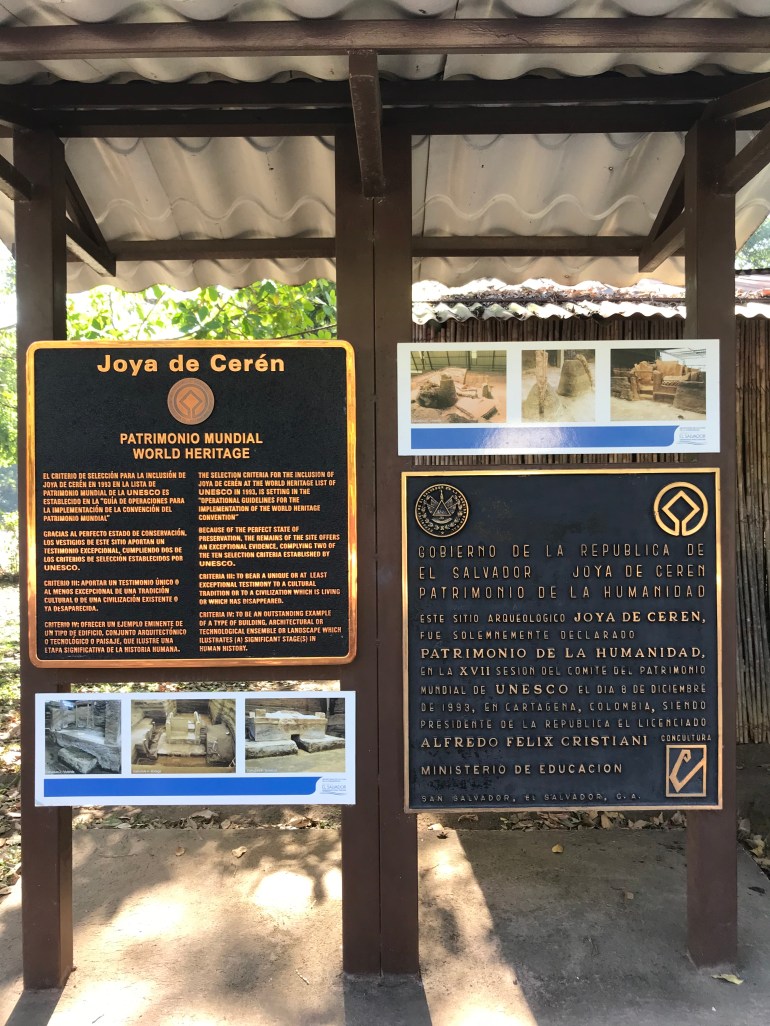 Joya de Cerén
PATRIMONIO MUNDIAL
WORLD HERITAGE
EL CRITERIO DE SELECCIÓN PARA LA INCLUSIÓN DE
JOYA DE CERÉN EN 1993 EN LA LISTA DE
PATRIMONIO MUNDIAL DE LA UNESCO ES
ESTABLECIDO EN LA "GUÍA DE OPERACIONES PARA
LA IMPLEMENTACIÓN DE LA CONVENCIÓN DEL
PATRIMONIO MUNDIAL"
GRACIAS AL PERFECTO ESTADO DE CONSERVACIÓN,
LOS VESTIGIOS DE ESTE SITIO APORTAN UN
TESTIMONIO EXCEPCIONAL, CUMPLIENDO DOS DE
LOS CRITERIOS DE SELECCIÓN ESTABLECIDOS POR
UNESCO.
CRITERIO III: APORTAR UN TESTIMONIO ÚNICO O
AL MENOS EXCEPCIONAL DE UNA TRADICIÓN
CULTURAL O DE UNA CIVILIZACIÓN EXISTENTE O
YA DESAPARECIDA.
CRITERIO IV: OFRECER UN EJEMPLO EMINENTE DE
UN TIPO DE EDIFICIO, CONJUNTO ARQUITECTÓNICO
O TECNOLÓGICO O PAISAJE, QUE ILUSTRE UNA
ETAPA SIGNIFICATIVA DE LA HISTORIA HUMANA.
THE SELECTION CRITERIA FOR THE INCLUSION OF
JOYA DE CERÉN AT THE WORLD HERITAGE LIST OF
UNESCO IN 1993, IS SETTING IN THE
"OPERATIONAL GUIDELINES FOR THE
IMPLEMENTATION OF THE WORLD HERITAGE
CONVENTION"
BECAUSE OF THE PERFECT STATE OF
PRESERVATION, THE REMAINS OF THE SITE OFFERS
AN EXCEPTIONAL EVIDENCE, COMPLYING TWO OF
THE TEN SELECTION CRITERIA ESTABLISHED BY
UNESCO.
CRITERIA III: TO BEAR A UNIQUE OR AT LEAST
EXCEPTIONAL TESTIMONY TO A CULTURAL
TRADITION OR TO A CIVILIZATION WHICH IS LIVING
OR WHICH HAS DISAPPEARED.
CRITERIA IV: TO BE AN OUTSTANDING EXAMPLE
OF A TYPE OF BUILDING, ARCHITECTURAL OR
TECHNOLOGICAL ENSEMBLE OR LANDSCAPE WHICH
ILUSTRATES (A) SIGNIFICANT STAGE(S) IN
HUMAN HISTORY.
EL SALVADOR
GOBIERNO DE LA REPUBLICA DE
EL SALVADOR JOYA DE CEREN
PATRIMONIO DE LA HUMANIDAD
ESTE SITIO ARQUEOLÓGICO JOYA DE CEREN,
FUE SOLEMNEMENTE DECLARADO
PATRIMONIO DE LA HUMANIDAD,
EN LA XVII SESION DEL COMITE DEL PATRIMONIO
MUNDIAL DE UNESCO EL DIA 8 DE DICIEMBRE
DE 1993, EN CARTAGENA, COLOMBIA, SIENDO
PRESIDENTE DE LA REPUBLICA EL LICENCIADO
ALFREDO FELIX CRISTIANI CONCULTURA
MINISTERIO DE EDUCACION
SAN SALVADOR, EL SALVADOR, C.A.